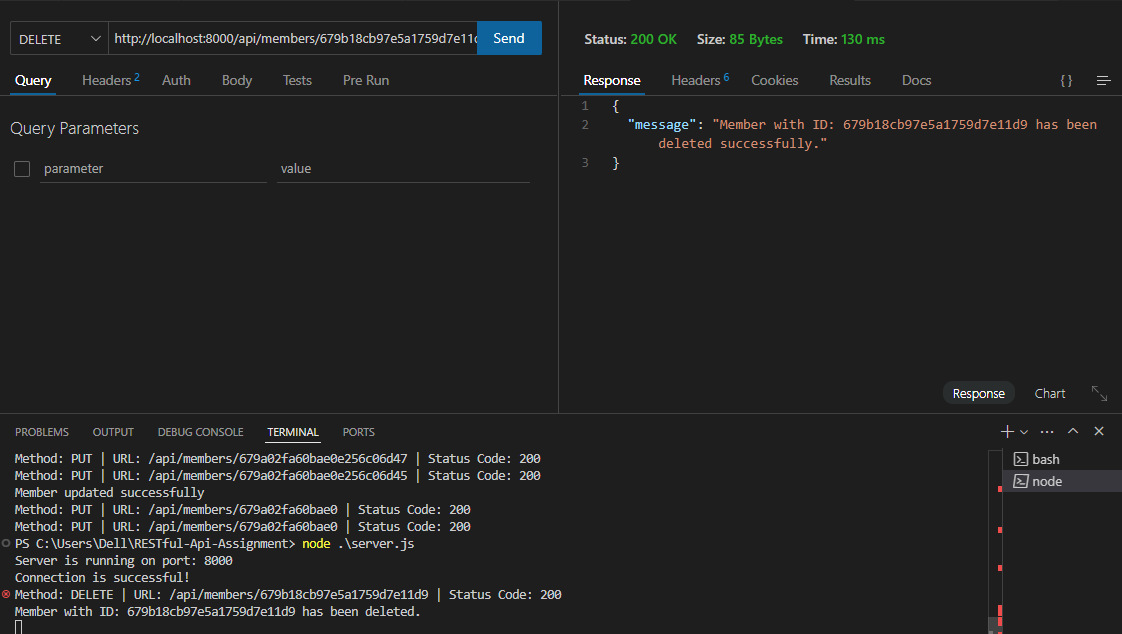 DELETE http://localhost:8000/api/members/679b18cb97e5a1759d7e11d Send
Status: 200 OK Size: 85 Bytes Time: 130 ms
Query Headers 2 Auth Body Tests Pre Run
Response Headers 6 Cookies Results Docs { }
Query Parameters
parameter value
1 {
2 "message": "Member with ID: 679b18cb97e5a1759d7e11d9 has been
deleted successfully."
3 }
Response Chart
PROBLEMS OUTPUT DEBUG CONSOLE TERMINAL PORTS
Method: PUT | URL: /api/members/679a02fa60bae0e256c06d47 | Status Code: 200
Method: PUT | URL: /api/members/679a02fa60bae0e256c06d45 | Status Code: 200
Member updated successfully
Method: PUT | URL: /api/members/679a02fa60bae0 | Status Code: 200
Method: PUT | URL: /api/members/679a02fa60bae0 | Status Code: 200
PS C:\Users\Dell\RESTful-Api-Assignment> node .\server.js
Server is running on port: 8000
Connection is successful!
Method: DELETE | URL: /api/members/679b18cb97e5a1759d7e11d9 | Status Code: 200
Member with ID: 679b18cb97e5a1759d7e11d9 has been deleted.
bash
node